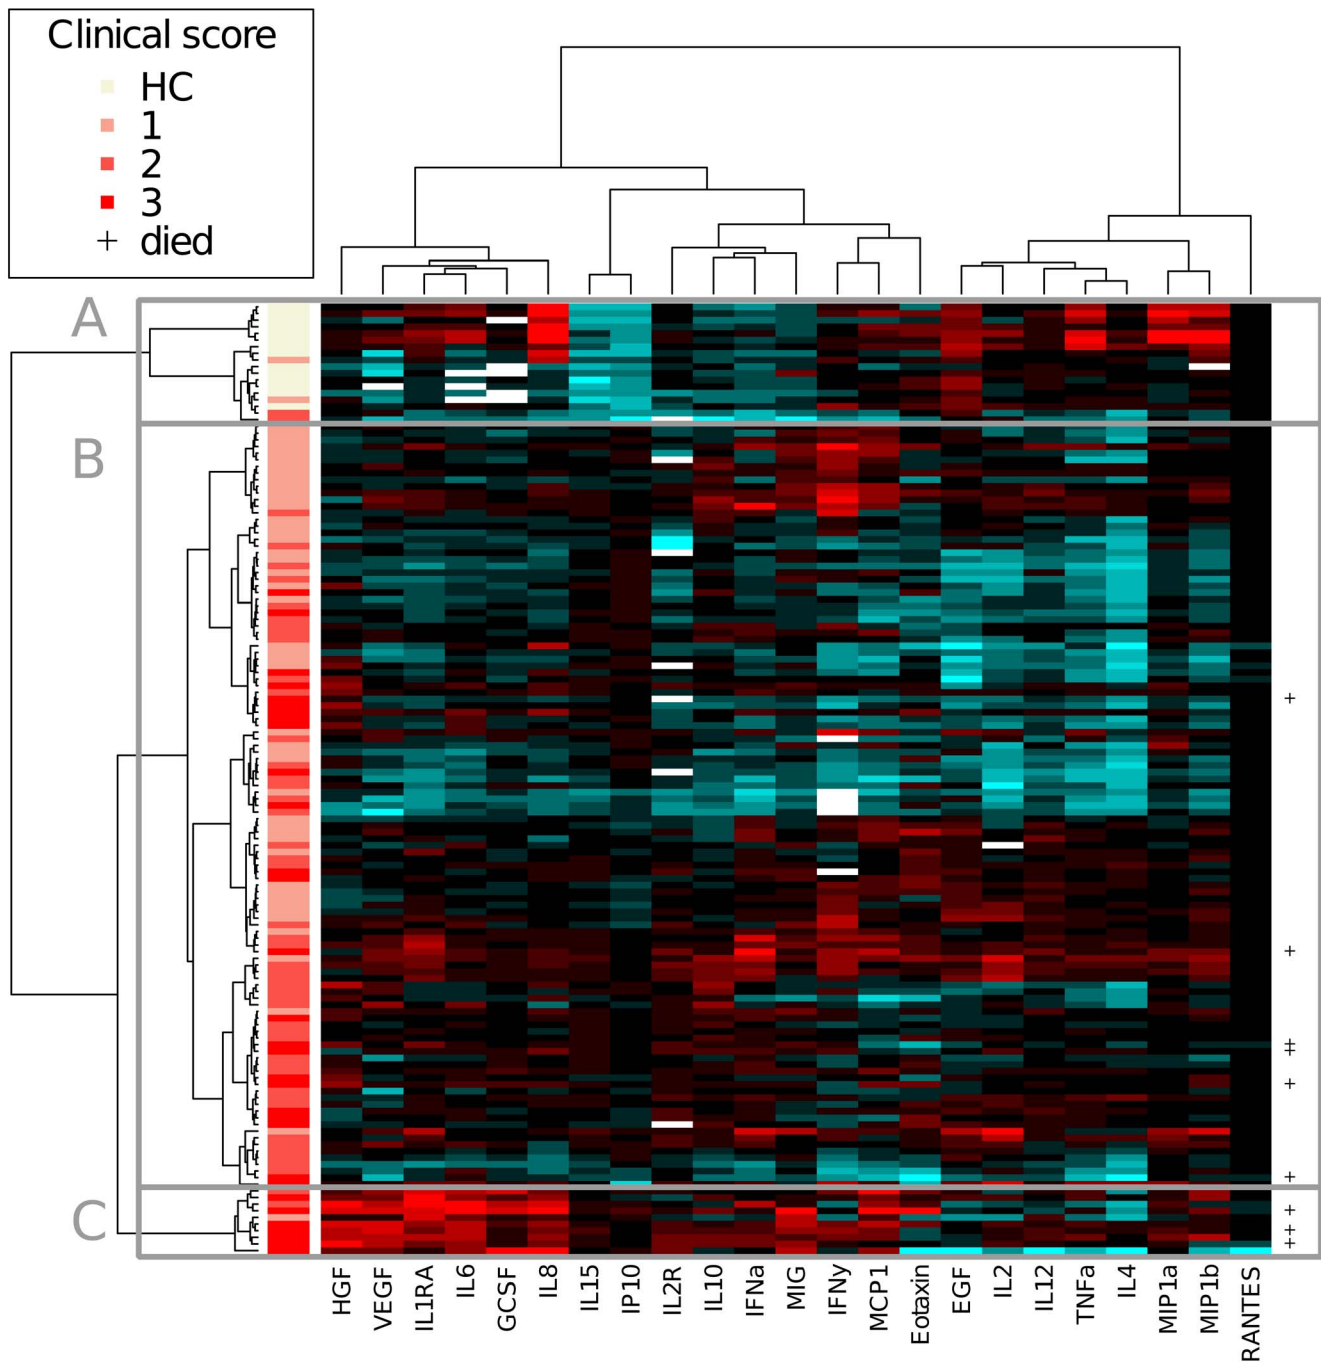 Clinical score
HC
1
2
3
+ died
A
B
C
+
+
+
+
+
+
+
+
+
HGF
VEGF
IL1RA
IL6
GCSF
IL8
IL15
IP10
IL2R
IL10
IFNa
MIG
IFNy
MCP1
Eotaxin
EGF
IL2
IL12
TNFa
IL4
MIP1a
MIP1b
RANTES